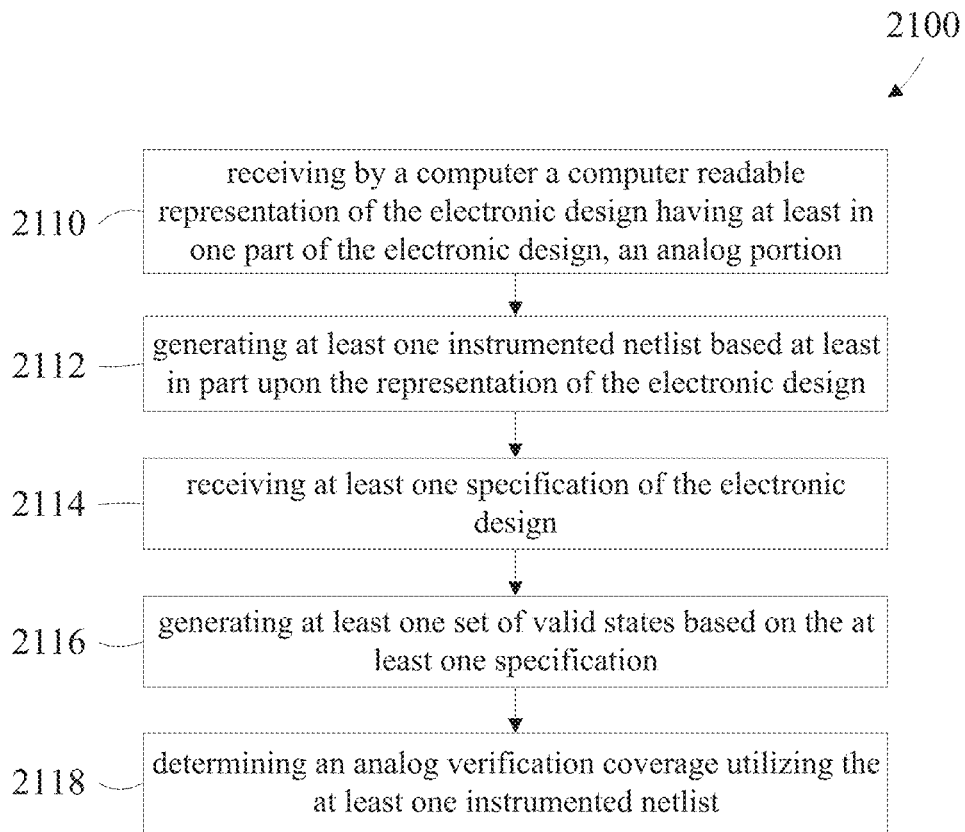 2100
receiving by a computer a computer readable
2110
representation of the electronic design having at least in
one part of the electronic design, an analog portion
generating at least one instrumented netlist based at least
2112
in part upon the representation of the electronic design
receiving at least one specification of the electronic
2114
design
generating at least one set of valid states based on the at
2116
least one specification
determining an analog verification coverage utilizing the
2118
at least one instrumented netlist